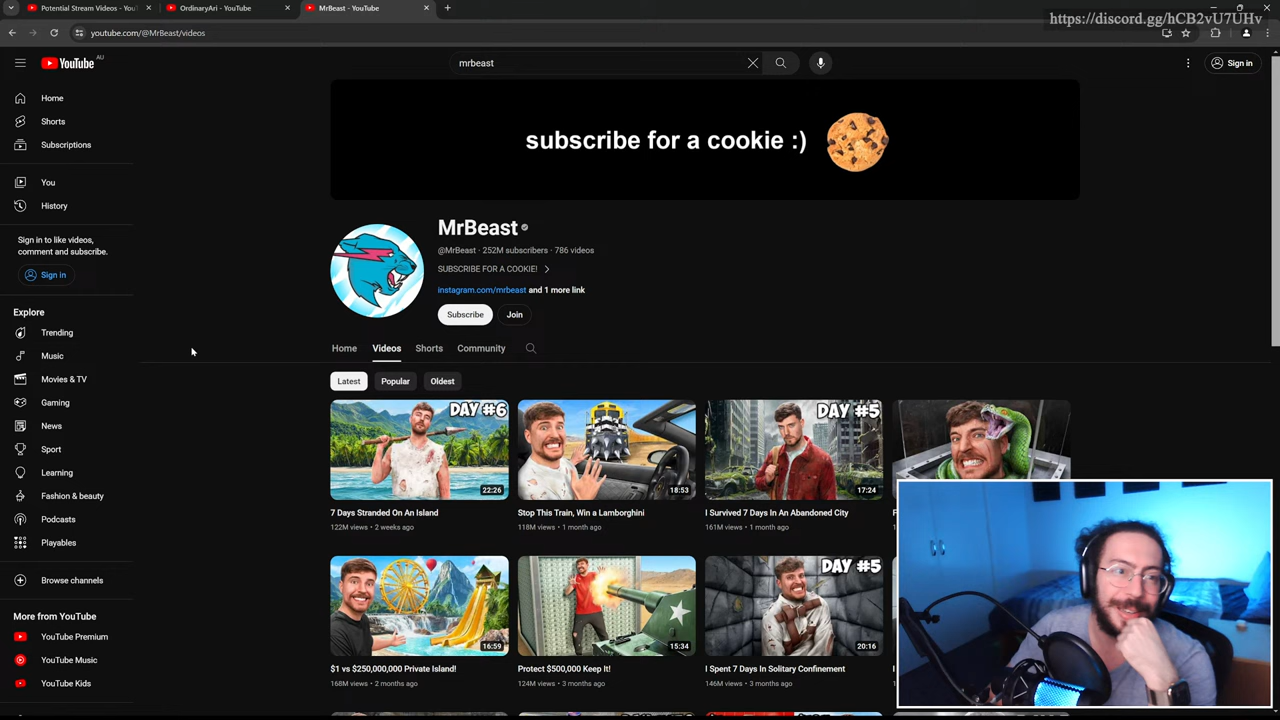 Potential Stream Videos - You
OrdinaryAri - YouTube
MrBeast - YouTube
https://discord.gg/hCB2vU7UHv
youtube.com/@MrBeast/videos
YouTube AU
mrbeast
Sign in
Home
Shorts
Subscriptions
You
History
Sign in to like videos,
comment and subscribe.
Sign in
Explore
Trending
Music
Movies & TV
Gaming
News
Sport
Learning
Fashion & beauty
Podcasts
Playables
Browse channels
More from YouTube
YouTube Premium
YouTube Music
YouTube Kids
subscribe for a cookie :)
MrBeast
@MrBeast · 252M subscribers · 786 videos
SUBSCRIBE FOR A COOKIE!
instagram.com/mrbeast and 1 more link
Subscribe
Join
Home
Videos
Shorts
Community
Latest
Popular
Oldest
DAY #6
22:26
7 Days Stranded On An Island
122M views · 2 weeks ago
18:53
Stop This Train, Win a Lamborghini
118M views · 1 month ago
DAY #5
17:24
I Survived 7 Days In An Abandoned City
161M views · 1 month ago
16:59
$1 vs $250,000,000 Private Island!
168M views · 2 months ago
15:34
Protect $500,000 Keep It!
124M views · 3 months ago
DAY #5
20:16
I Spent 7 Days In Solitary Confinement
146M views · 3 months ago